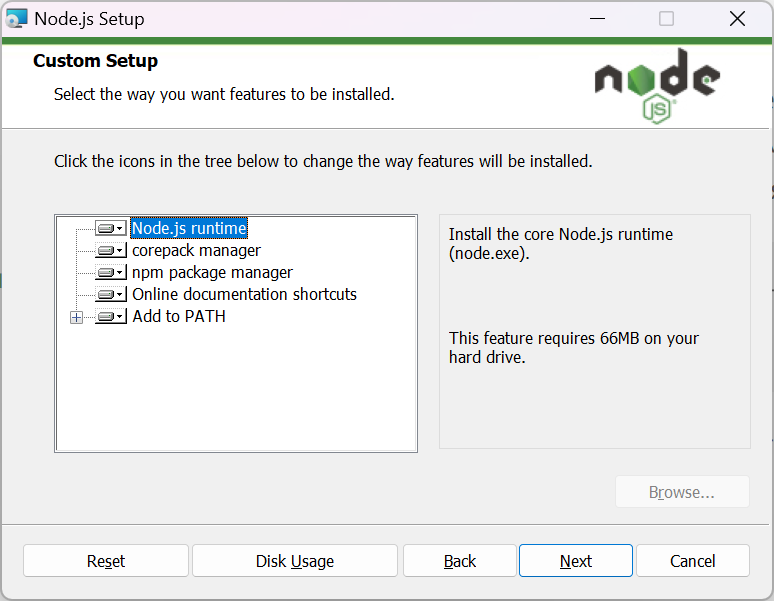 Node.js Setup
Custom Setup
Select the way you want features to be installed.
node
JS
Click the icons in the tree below to change the way features will be installed.
Node.js runtime
corepack manager
npm package manager
Online documentation shortcuts
Add to PATH
Install the core Node.js runtime
(node.exe).
This feature requires 66MB on your
hard drive.
Browse...
Reset
Disk Usage
Back
Next
Cancel